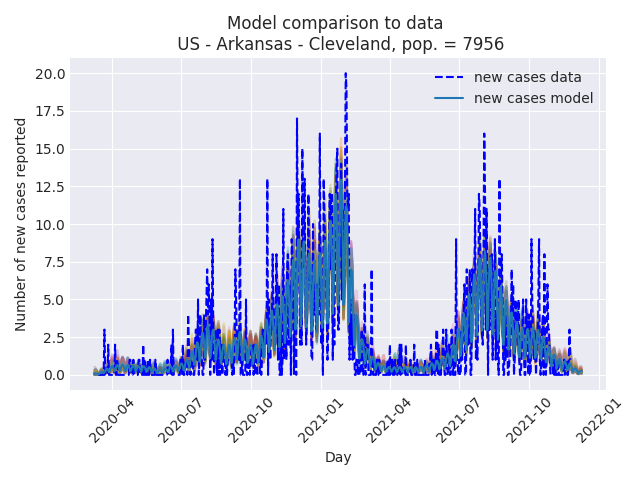 Model comparison to data
US - Arkansas - Cleveland, pop. = 7956
new cases data
new cases model
Number of new cases reported
20.0
17.5
15.0
12.5
10.0
7.5
5.0
2.5
0.0
2020-04
2020-07
2020-10
2021-01
2021-04
2021-07
2021-10
2022-01
Day